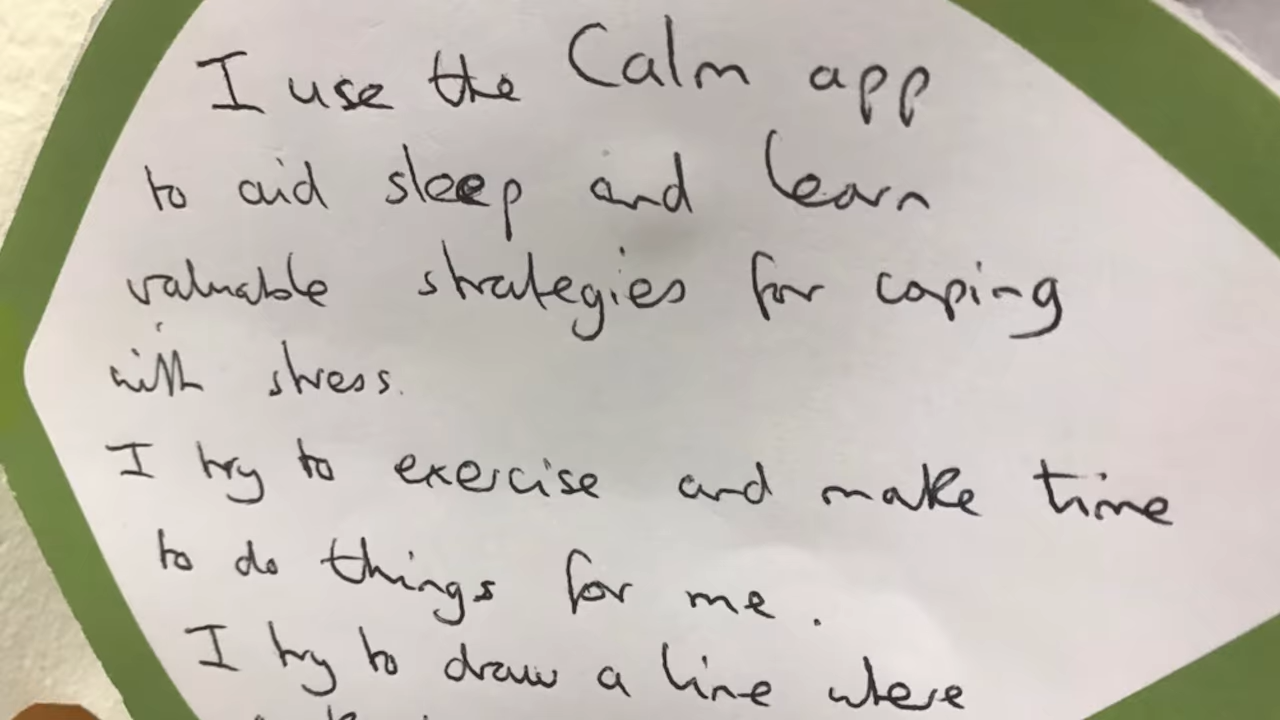 I use the Calm app
to aid sleep and learn
valuable strategies for coping
with stress.
I try to exercise and make time
to do things for me.
I try to draw a line where